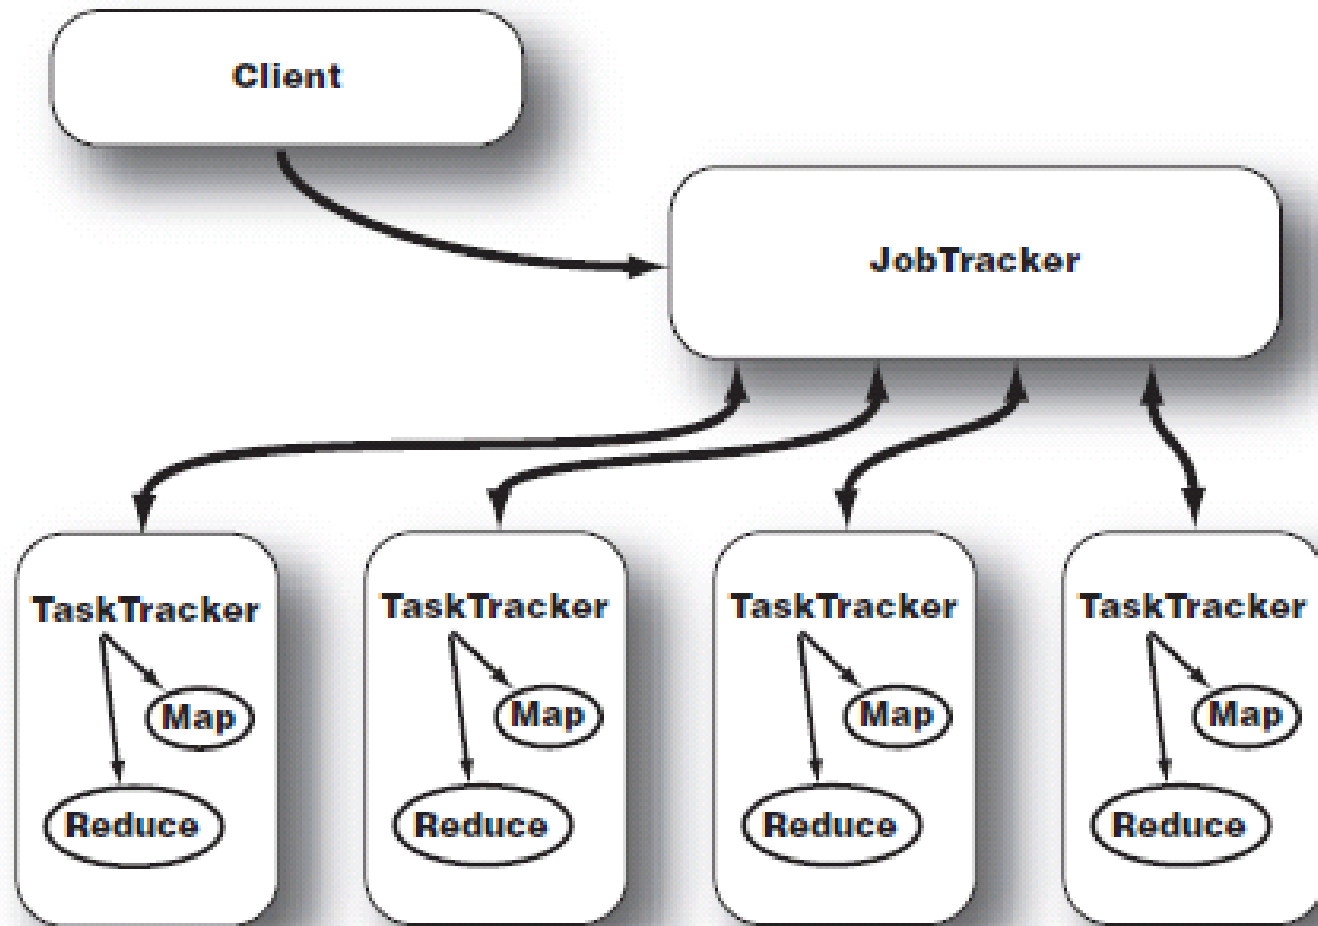 Client
JobTracker
TaskTracker TaskTracker TaskTracker TaskTracker
Map Map Map Map
Reduce Reduce Reduce Reduce